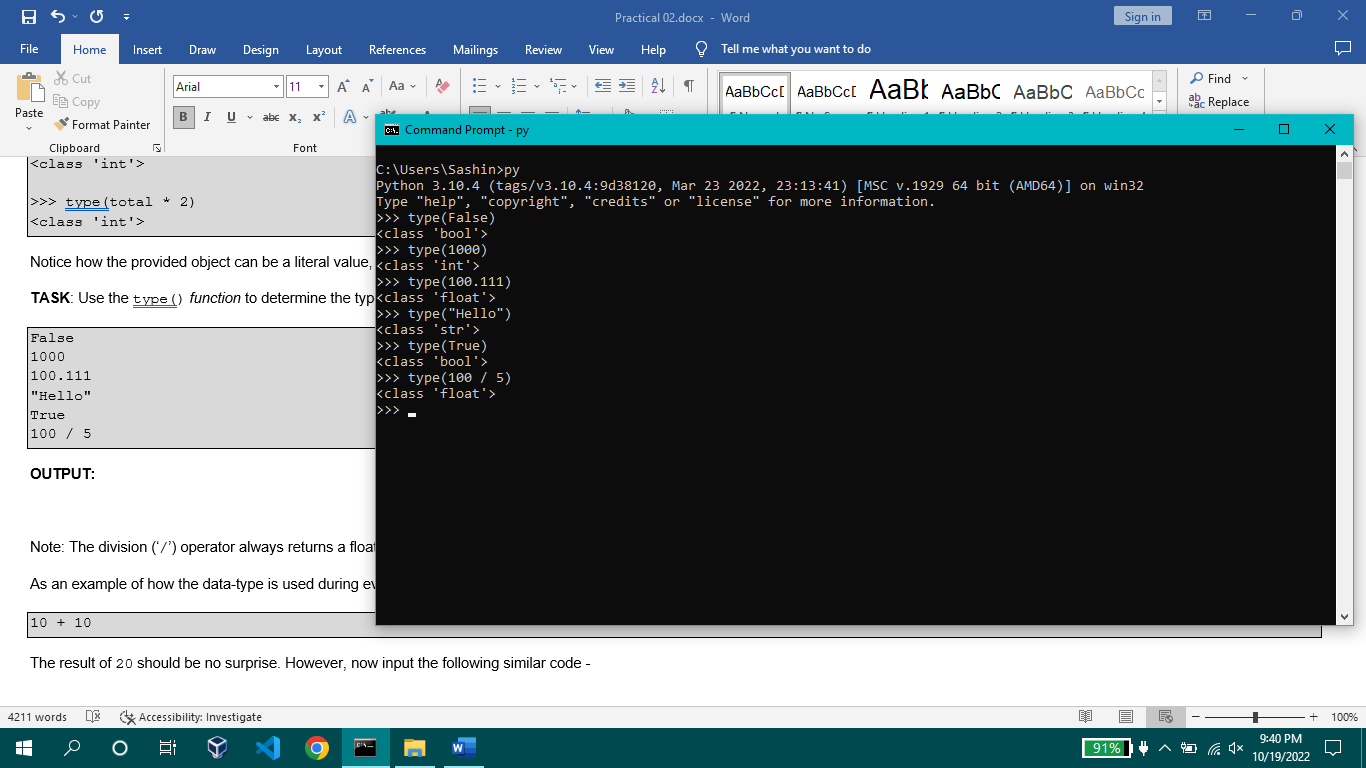 Practical 02.docx - Word
Sign in
File Home Insert Draw Design Layout References Mailings Review View Help Tell me what you want to do
Paste
Cut
Copy
Format Painter
Clipboard
Arial 11
Aa
B I U abc x₂ x² A
Font
AaBbCcD AaBbCcD AaBbC AaBbC AaBbC AaBbCc
Find
Replace
<class 'int'>
>>> type(total * 2)
<class 'int'>
Notice how the provided object can be a literal value,
TASK: Use the type() function to determine the typ
False
1000
100.111
"Hello"
True
100 / 5
OUTPUT:
Note: The division (‘/’) operator always returns a float
As an example of how the data-type is used during ev
10 + 10
The result of 20 should be no surprise. However, now input the following similar code -
Command Prompt - py
C:\Users\Sashin>py
Python 3.10.4 (tags/v3.10.4:9d38120, Mar 23 2022, 23:13:41) [MSC v.1929 64 bit (AMD64)] on win32
Type "help", "copyright", "credits" or "license" for more information.
>>> type(False)
<class 'bool'>
>>> type(1000)
<class 'int'>
>>> type(100.111)
<class 'float'>
>>> type("Hello")
<class 'str'>
>>> type(True)
<class 'bool'>
>>> type(100 / 5)
<class 'float'>
>>>
4211 words
Accessibility: Investigate
100%
91%
9:40 PM
10/19/2022